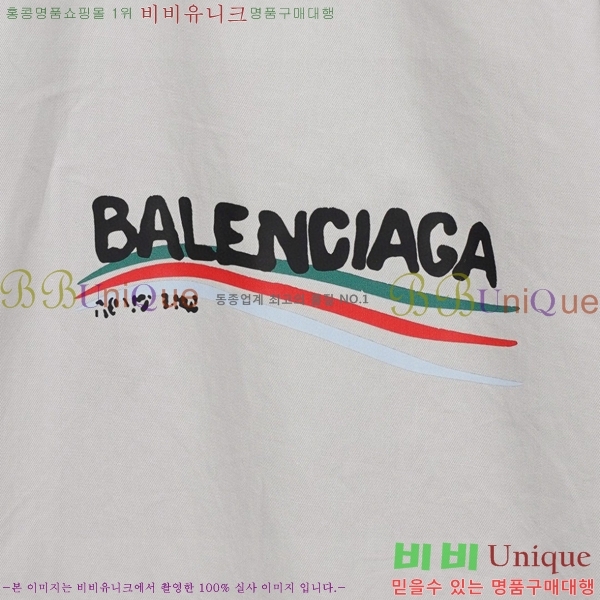 홍콩명품쇼핑몰 1위 비비유니크명품구매대행
BALENCIAGA
BBUniQue BBUniQue
동종업계 최고의 품질 NO.1
비비 Unique
믿을수 있는 명품구매대행
-본 이미지는 비비유니크에서 촬영한 100% 실사 이미지 입니다.-